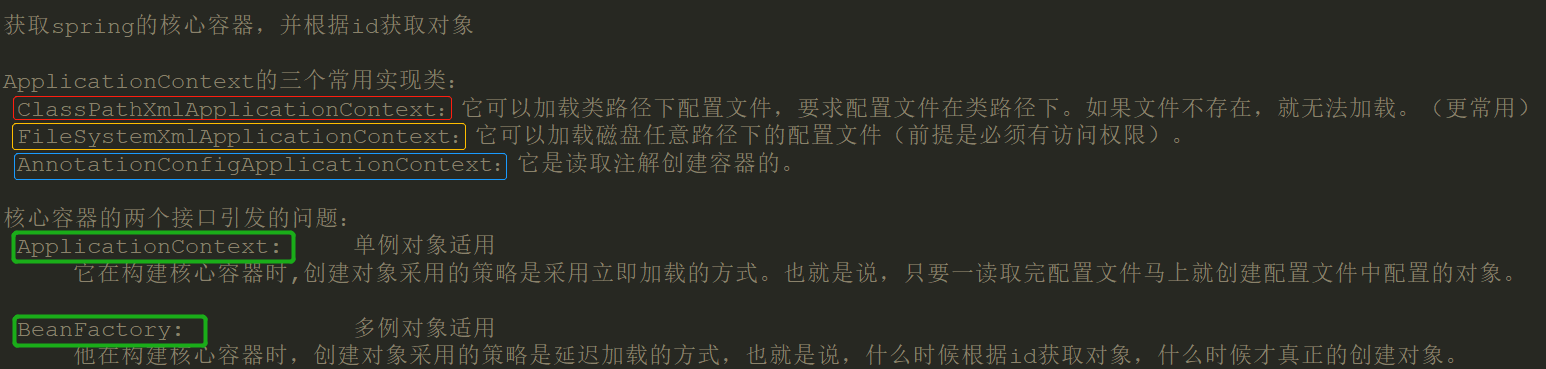 获取spring的核心容器，并根据id获取对象
ApplicationContext的三个常用实现类：
ClassPathXmlApplicationContext：它可以加载类路径下配置文件，要求配置文件在类路径下。如果文件不存在，就无法加载。（更常用）
FileSystemXmlApplicationContext：它可以加载磁盘任意路径下的配置文件（前提是必须有访问权限）。
AnnotationConfigApplicationContext：它是读取注解创建容器的。
核心容器的两个接口引发的问题：
ApplicationContext: 单例对象适用
它在构建核心容器时,创建对象采用的策略是采用立即加载的方式。也就是说，只要一读取完配置文件马上就创建配置文件中配置的对象。
BeanFactory: 多例对象适用
他在构建核心容器时，创建对象采用的策略是延迟加载的方式，也就是说，什么时候根据id获取对象，什么时候才真正的创建对象。